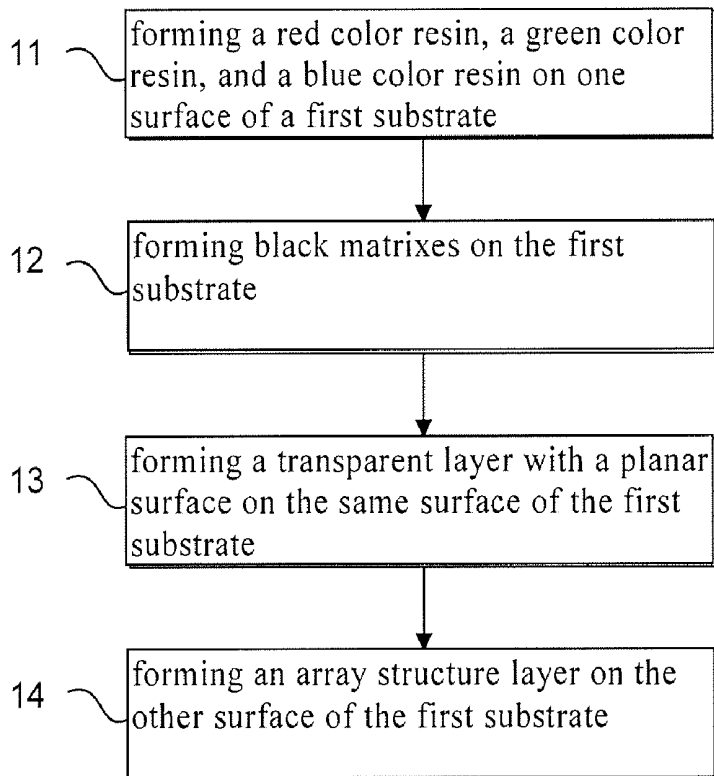 11
forming a red color resin, a green color
resin, and a blue color resin on one
surface of a first substrate
12
forming black matrixes on the first
substrate
13
forming a transparent layer with a planar
surface on the same surface of the first
substrate
14
forming an array structure layer on the
other surface of the first substrate